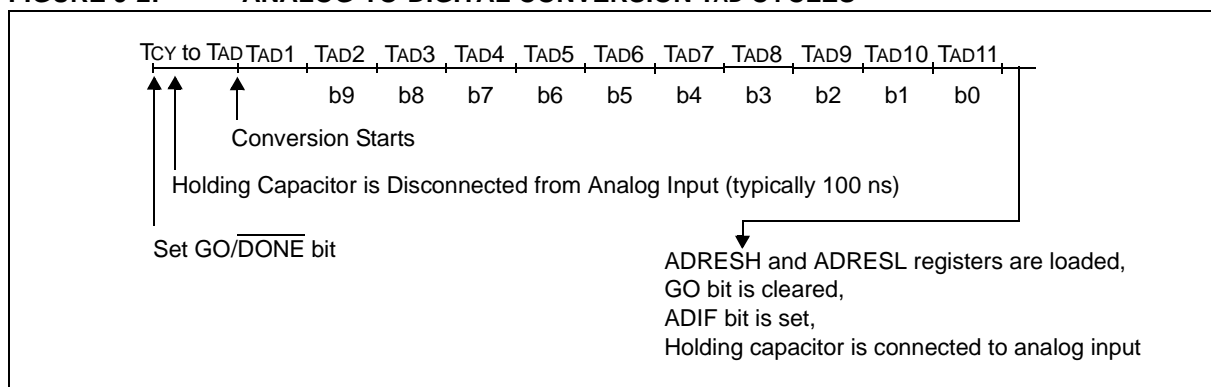 FIGURE 9-2: ANALOG-TO-DIGITAL CONVERSION TAD CYCLES
TCY to TAD TAD1 TAD2 TAD3 TAD4 TAD5 TAD6 TAD7 TAD8 TAD9 TAD10 TAD11
b9 b8 b7 b6 b5 b4 b3 b2 b1 b0
Conversion Starts
Holding Capacitor is Disconnected from Analog Input (typically 100 ns)
Set GO/DONE bit
ADRESH and ADRESL registers are loaded,
GO bit is cleared,
ADIF bit is set,
Holding capacitor is connected to analog input